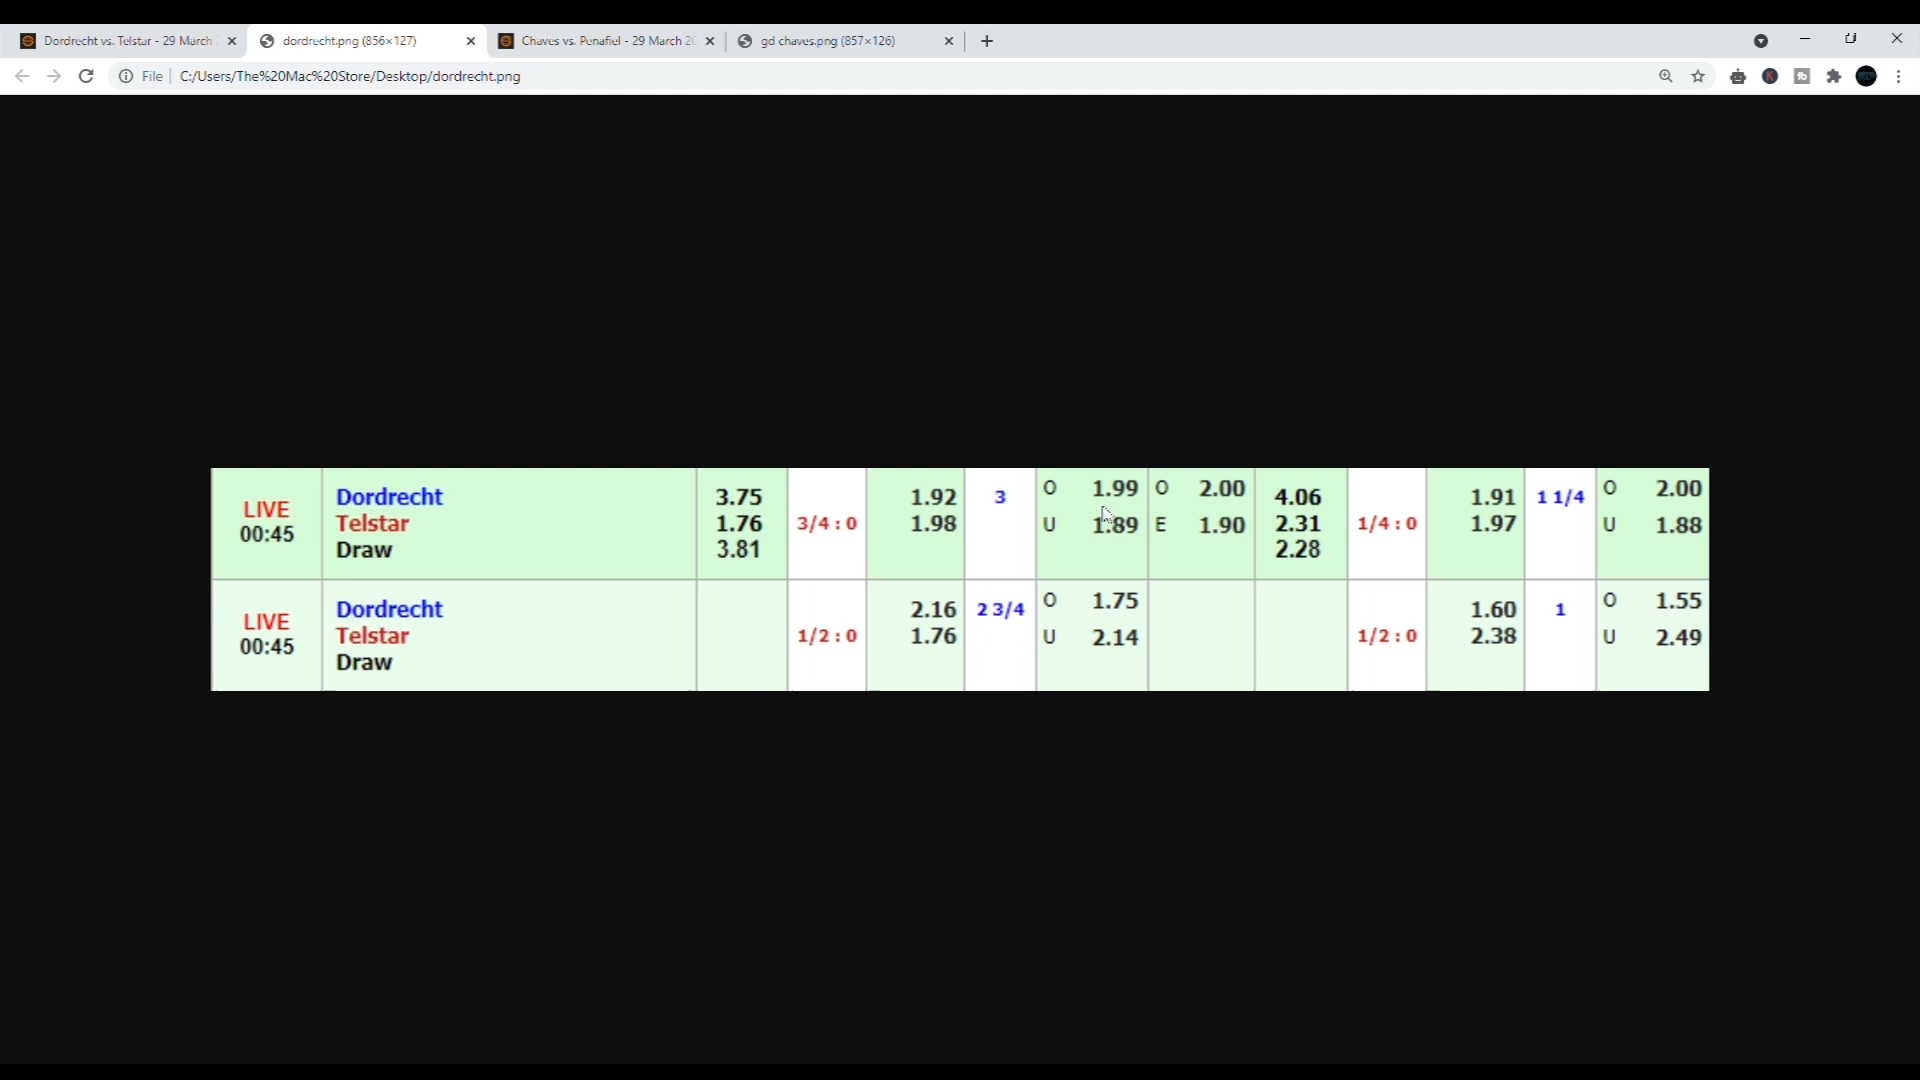 Dordrecht vs. Telstar - 29 March
dordrecht.png (856×127)
Chaves vs. Penafiel - 29 March 20
gd chaves.png (857×126)
File
C:/Users/The%20Mac%20Store/Desktop/dordrecht.png
LIVE
00:45
Dordrecht
Telstar
Draw
3.75
1.76
3.81
3/4 : 0
1.92
1.98
3
O 1.99
U 1.89
O 2.00
E 1.90
4.06
2.31
2.28
1/4 : 0
1.91
1.97
1 1/4
O 2.00
U 1.88
LIVE
00:45
Dordrecht
Telstar
Draw
1/2 : 0
2.16
1.76
2 3/4
O 1.75
U 2.14
1/2 : 0
1.60
2.38
1
O 1.55
U 2.49